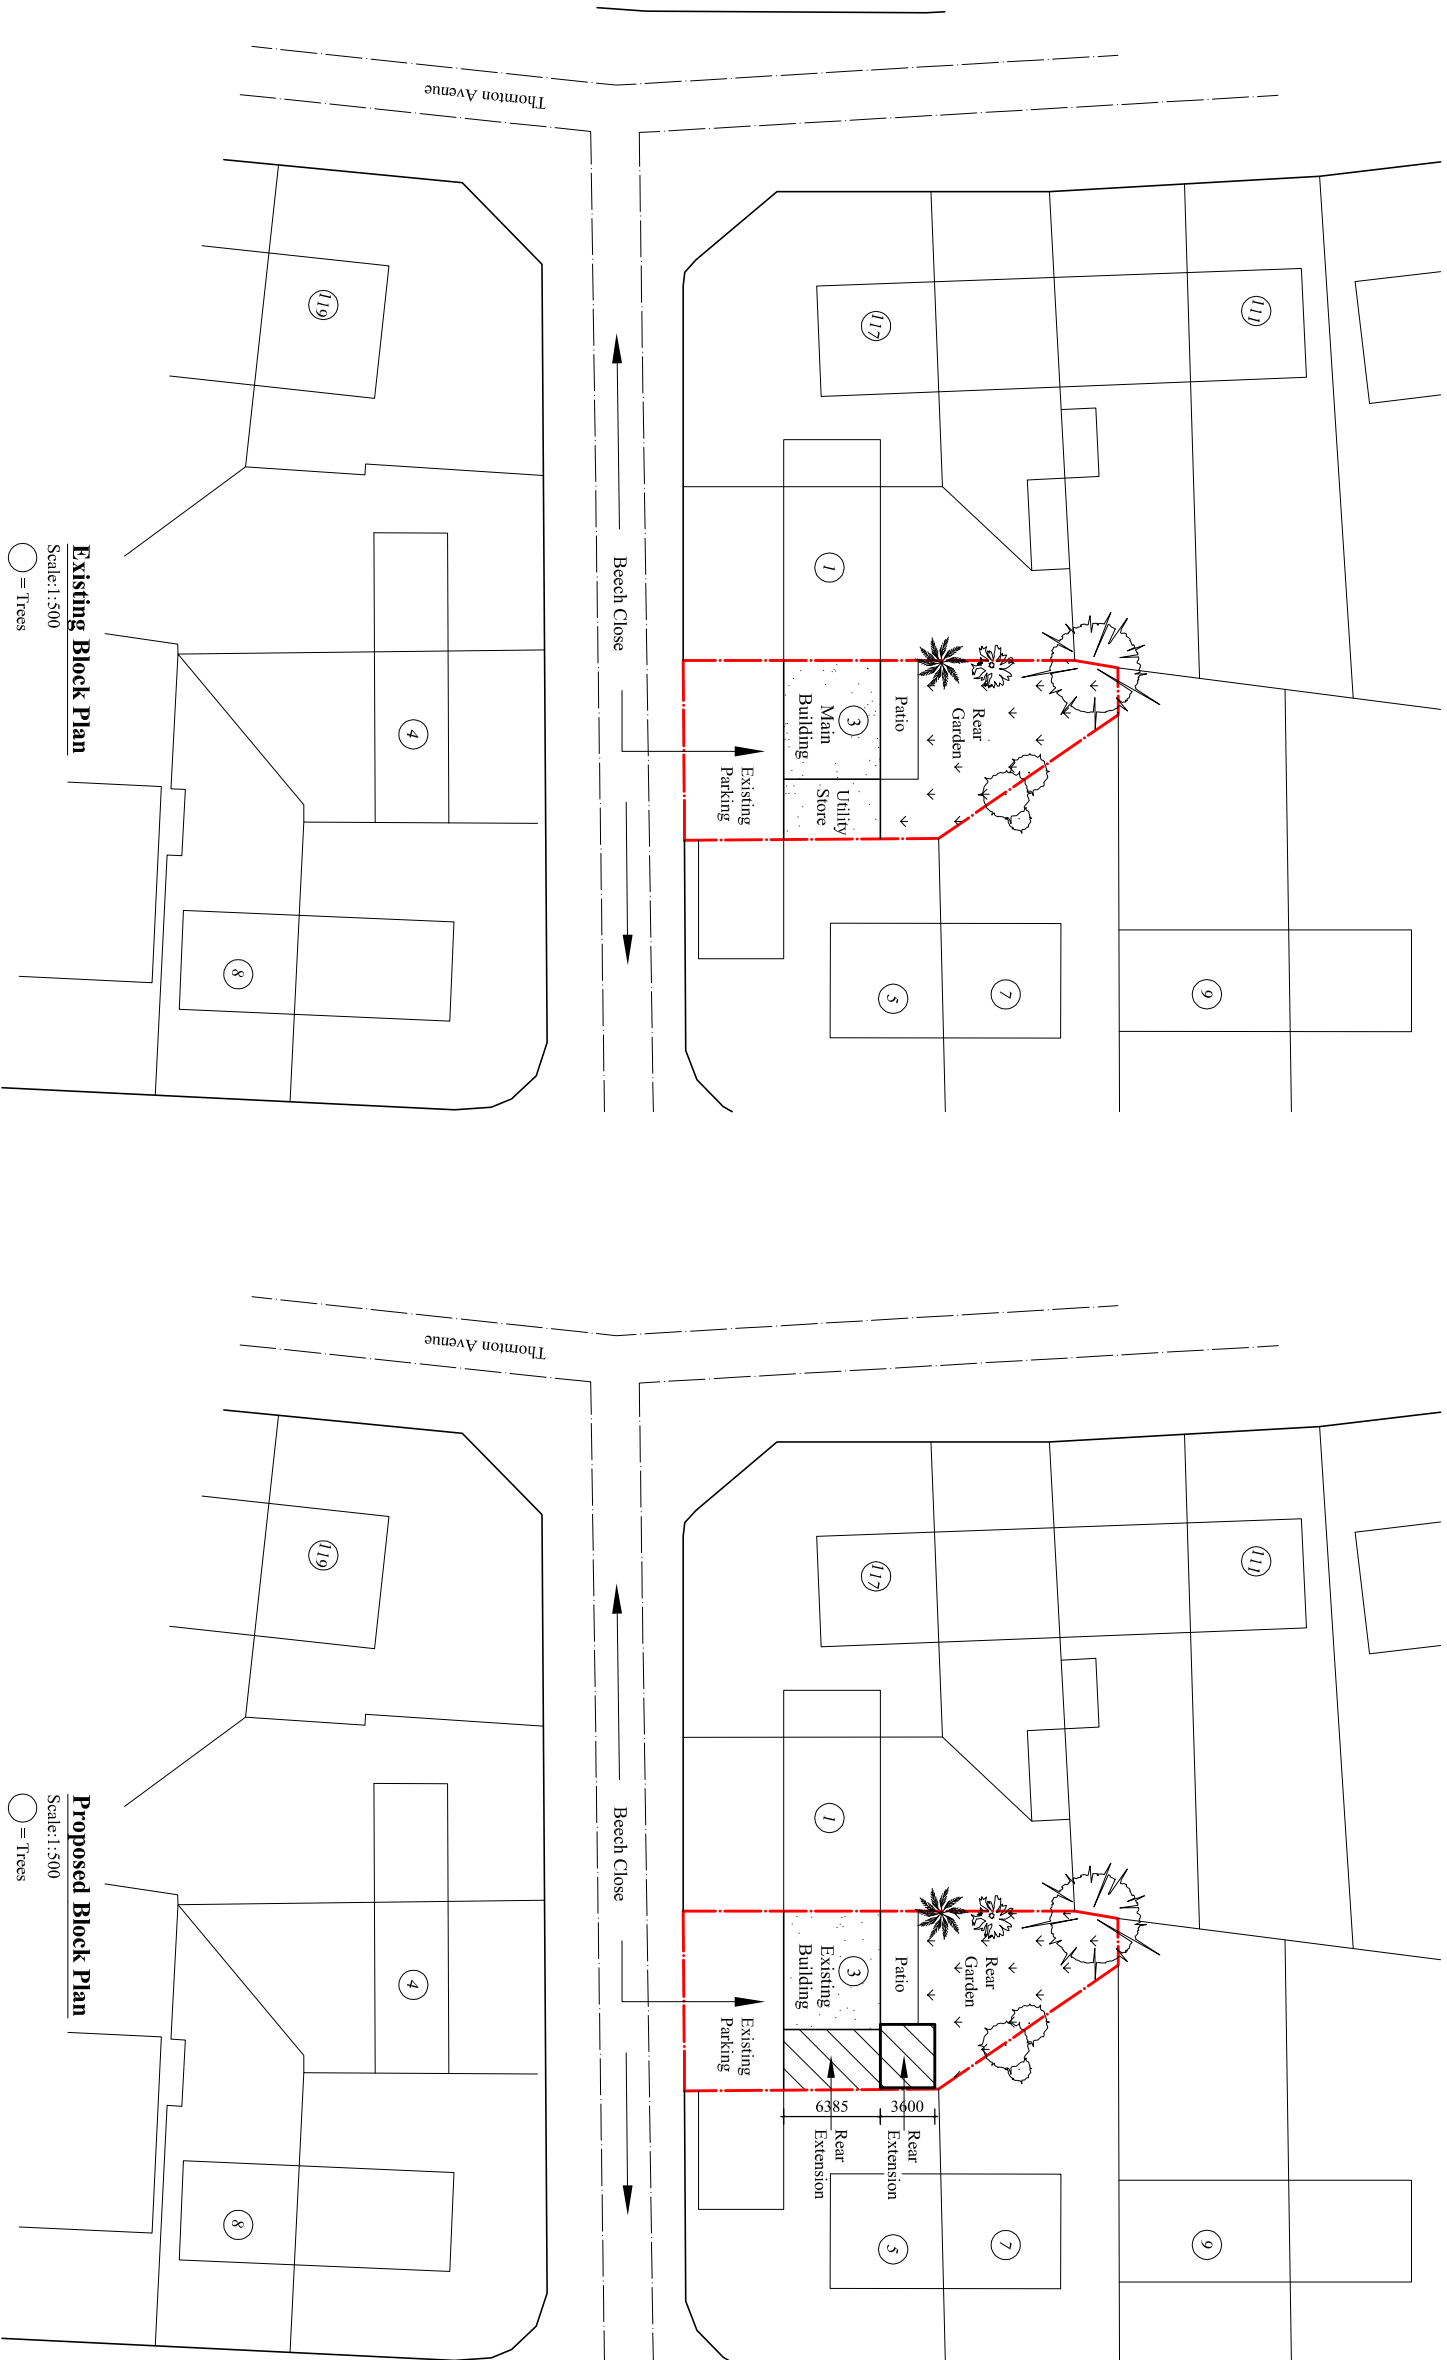 Thornton Avenue
119
117
111
Beech Close
1
3
Main
Building
Utility
Store
Patio
Rear
Garden
Existing
Parking
4
8
5
7
9
Existing Block Plan
Scale:1:500
= Trees
Thornton Avenue
119
117
111
Beech Close
1
3
Existing
Building
Patio
Rear
Garden
Existing
Parking
6385
3600
Rear
Extension
Rear
Extension
4
8
5
7
9
Proposed Block Plan
Scale:1:500
= Trees